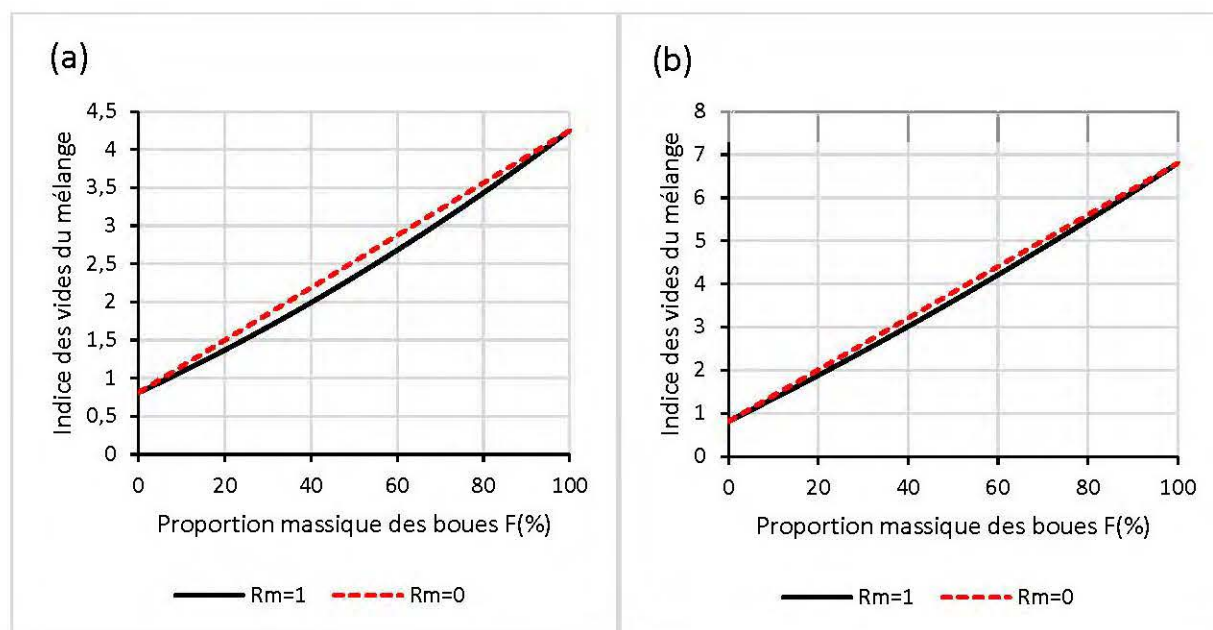 (a)
Indice des vides du mélange
4,5
4
3,5
3
2,5
2
1,5
1
0,5
0
0 20 40 60 80 100
Proportion massique des boues F(%)
Rm=1 Rm=0
(b)
Indice des vides du mélange
8
7
6
5
4
3
2
1
0
0 20 40 60 80 100
Proportion massique des boues F(%)
Rm=1 Rm=0